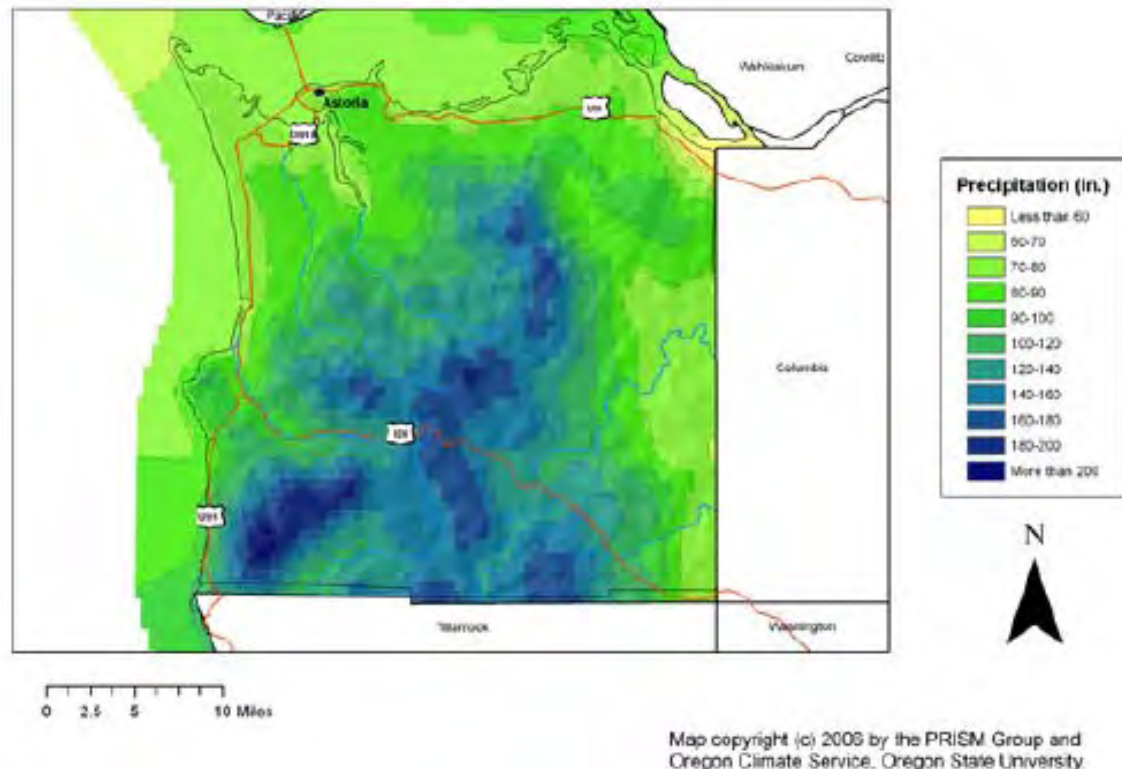 Pacific
Astoria
Wahkiakum
Cowlitz
Columbia
Tillamook
Washington
Precipitation (in.)
Less than 60
60-70
70-80
80-90
90-100
100-120
120-140
140-160
160-180
180-200
More than 200
N
0 2.5 5 10 Miles
Map copyright (c) 2008 by the PRISM Group and
Oregon Climate Service, Oregon State University